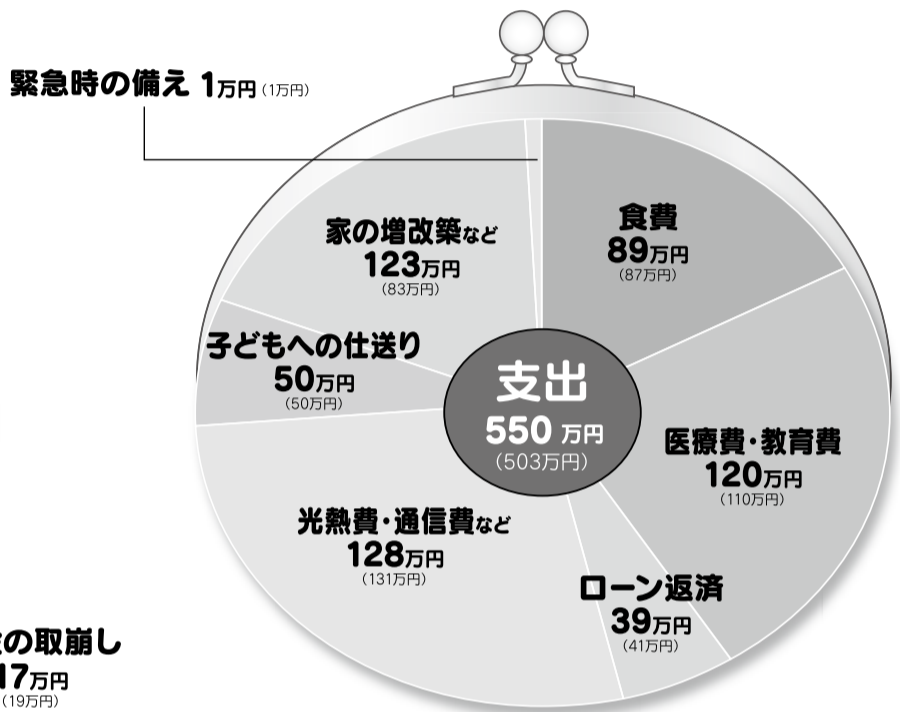 緊急時の備え 1万円（1万円）
家の増改築など
123万円
（83万円）
食費
89万円
（87万円）
子どもへの仕送り
50万円
（50万円）
支出
550 万円
（503万円）
医療費・教育費
120万円
（110万円）
光熱費・通信費など
128万円
（131万円）
ローン返済
39万円
（41万円）
の取崩し
17万円
（19万円）